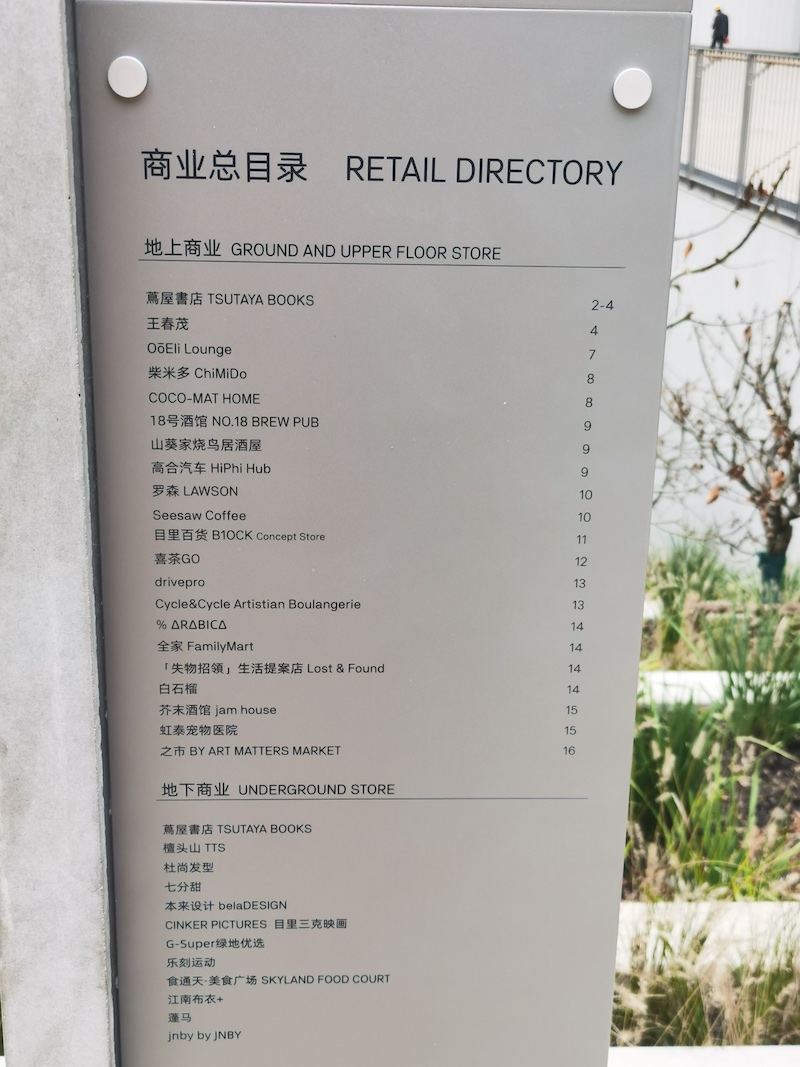 商业总目录 RETAIL DIRECTORY
地上商业 GROUND AND UPPER FLOOR STORE
蔦屋書店 TSUTAYA BOOKS 2-4
王春茂 4
OōEli Lounge 7
柴米多 ChiMiDo 8
COCO-MAT HOME 8
18号酒馆 NO.18 BREW PUB 9
山葵家烧鸟居酒屋 9
高合汽车 HiPhi Hub 9
罗森 LAWSON 10
Seesaw Coffee 10
目里百货 B1OCK Concept Store 11
喜茶GO 12
drivepro 13
Cycle&Cycle Artistian Boulangerie 13
% ΔRΔBICΔ 14
全家 FamilyMart 14
「失物招領」生活提案店 Lost & Found 14
白石榴 14
芥末酒馆 jam house 15
虹泰宠物医院 15
之市 BY ART MATTERS MARKET 16
地下商业 UNDERGROUND STORE
蔦屋書店 TSUTAYA BOOKS
檀头山 TTS
杜尚发型
七分甜
本来设计 belaDESIGN
CINKER PICTURES 目里三克映画
G-Super绿地优选
乐刻运动
食通天·美食广场 SKYLAND FOOD COURT
江南布衣+
蓬马
jnby by JNBY